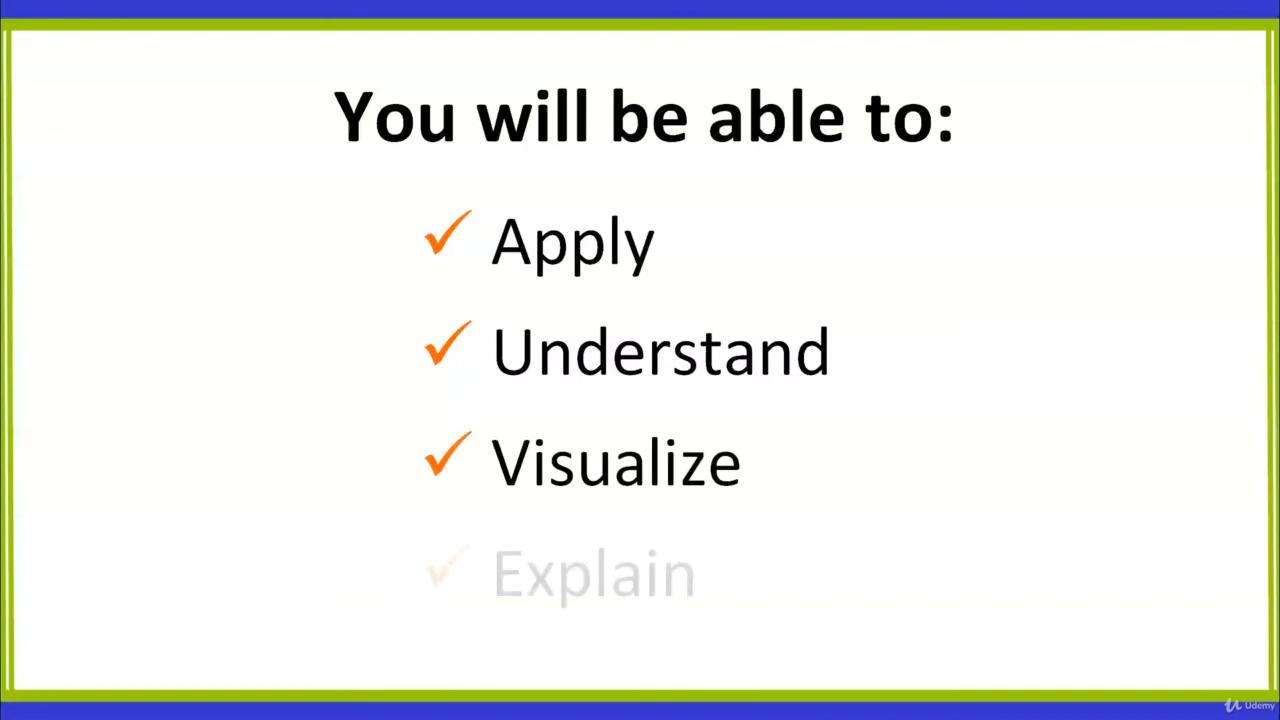 You will be able to:
✓ Apply
✓ Understand
✓ Visualize
✓ Explain
Udemy